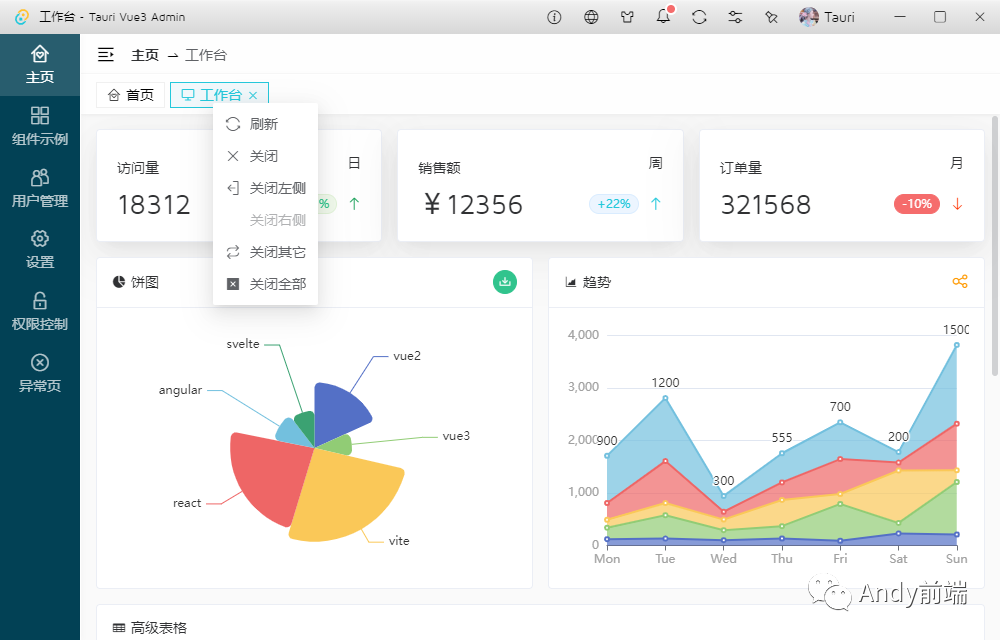 工作台 - Tauri Vue3 Admin
Tauri
主页
组件示例
用户管理
设置
权限控制
异常页
主页 → 工作台
首页
工作台 ×
刷新
关闭
关闭左侧
关闭右侧
关闭其它
关闭全部
访问量
日
18312
%
↑
销售额
周
¥12356
+22%
↑
订单量
月
321568
-10%
↓
饼图
svelte
vue2
angular
vue3
react
vite
趋势
4,000
3,000
2,000
1,000
0
900
1200
300
555
700
200
1500
Mon
Tue
Wed
Thu
Fri
Sat
Sun
高级表格
Andy前端